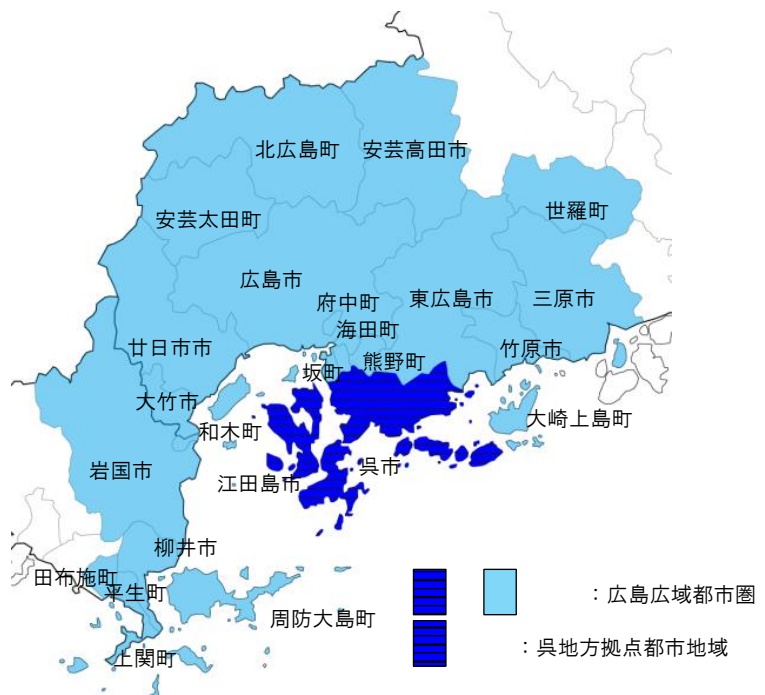 北広島町
安芸高田市
世羅町
安芸太田町
広島市
府中町
東広島市
三原市
海田町
廿日市市
坂町
熊野町
竹原市
大竹市
大崎上島町
和木町
岩国市
呉市
江田島市
柳井市
田布施町
平生町
周防大島町
上関町
：広島広域都市圏
：呉地方拠点都市地域